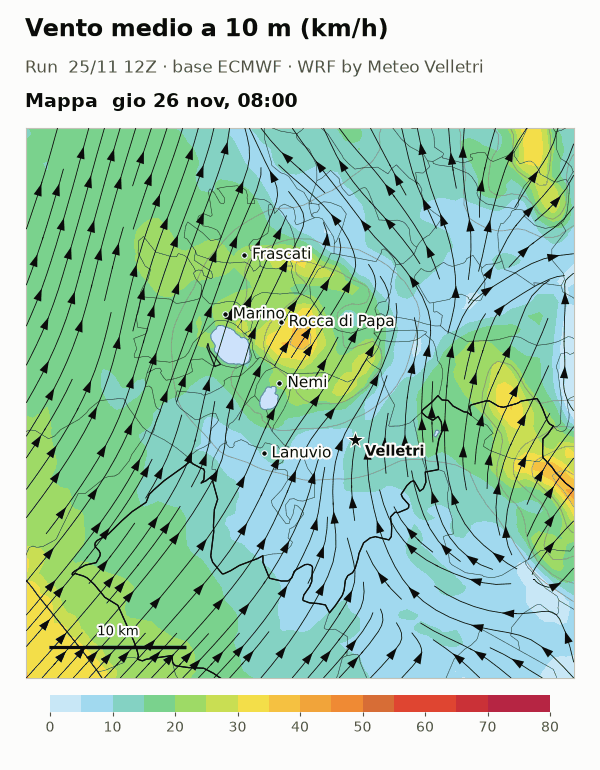 Vento medio a 10 m (km/h)
Run  25/11 12Z · base ECMWF · WRF by Meteo Velletri
Mappa  gio 26 nov, 08:00
Frascati
Marino
Rocca di Papa
Nemi
Lanuvio
Velletri
10 km
0 10 20 30 40 50 60 70 80